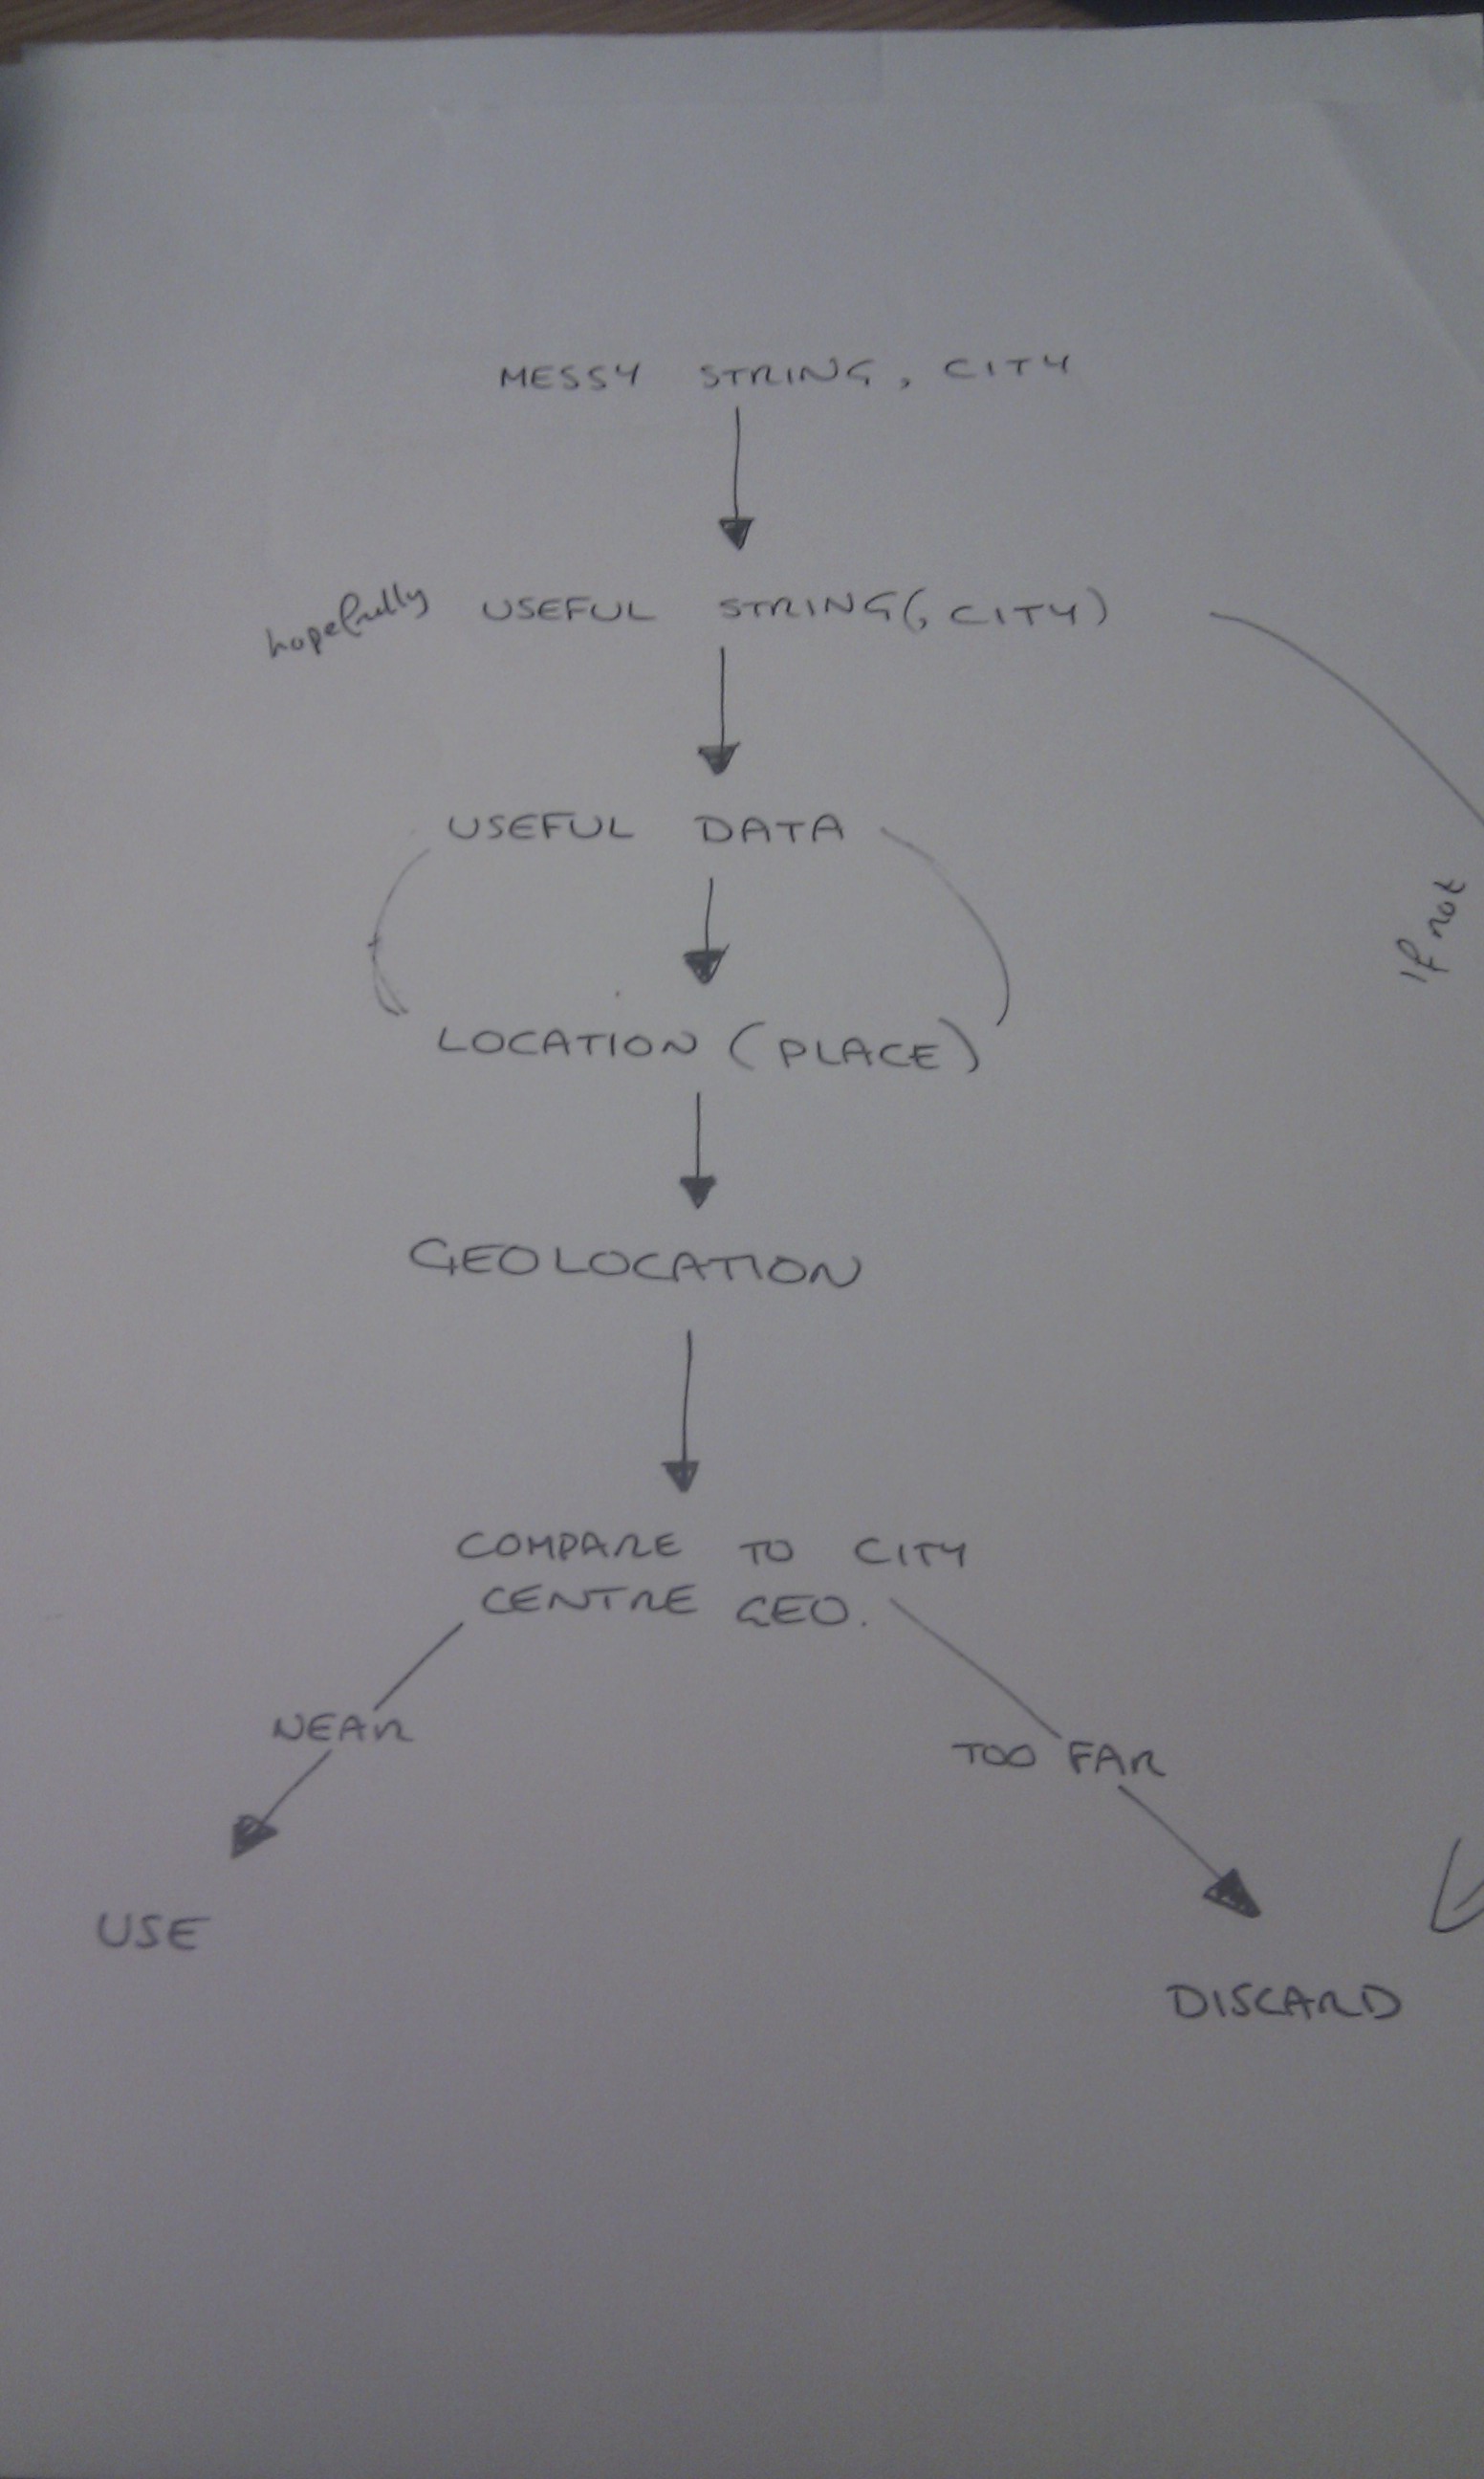 MESSY STRING, CITY
hopefully USEFUL STRING(, CITY)
USEFUL DATA
If not
LOCATION (PLACE)
GEOLOCATION
COMPARE TO CITY
CENTRE GEO.
NEAR
TOO FAR
USE
DISCARD